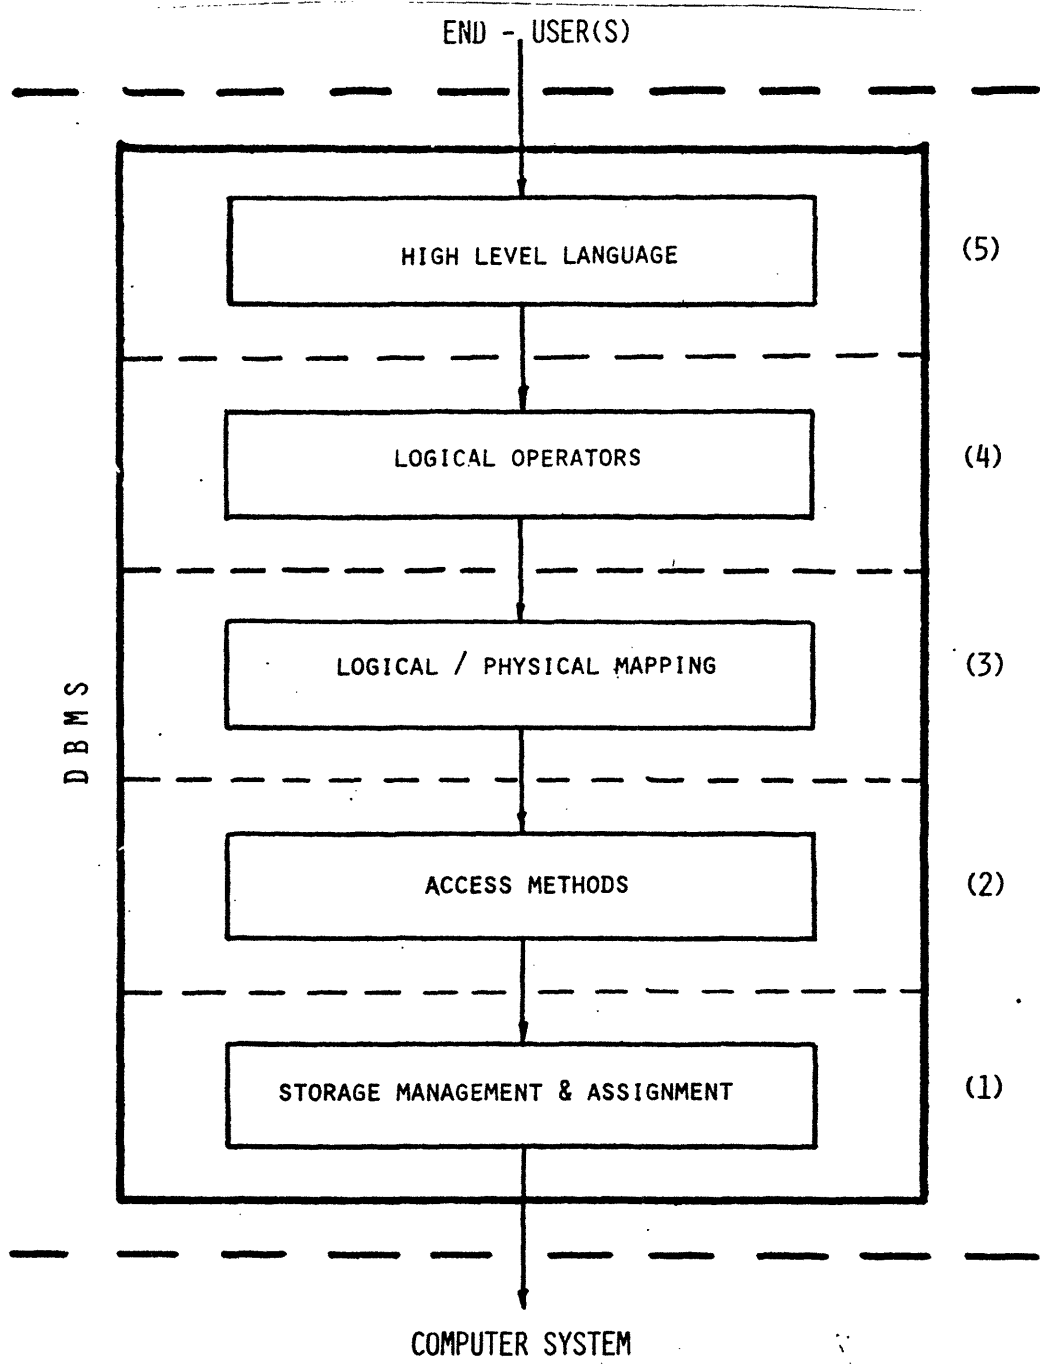 END - USER(S)
HIGH LEVEL LANGUAGE
(5)
LOGICAL OPERATORS
(4)
LOGICAL / PHYSICAL MAPPING
(3)
DBMS
ACCESS METHODS
(2)
STORAGE MANAGEMENT & ASSIGNMENT
(1)
COMPUTER SYSTEM